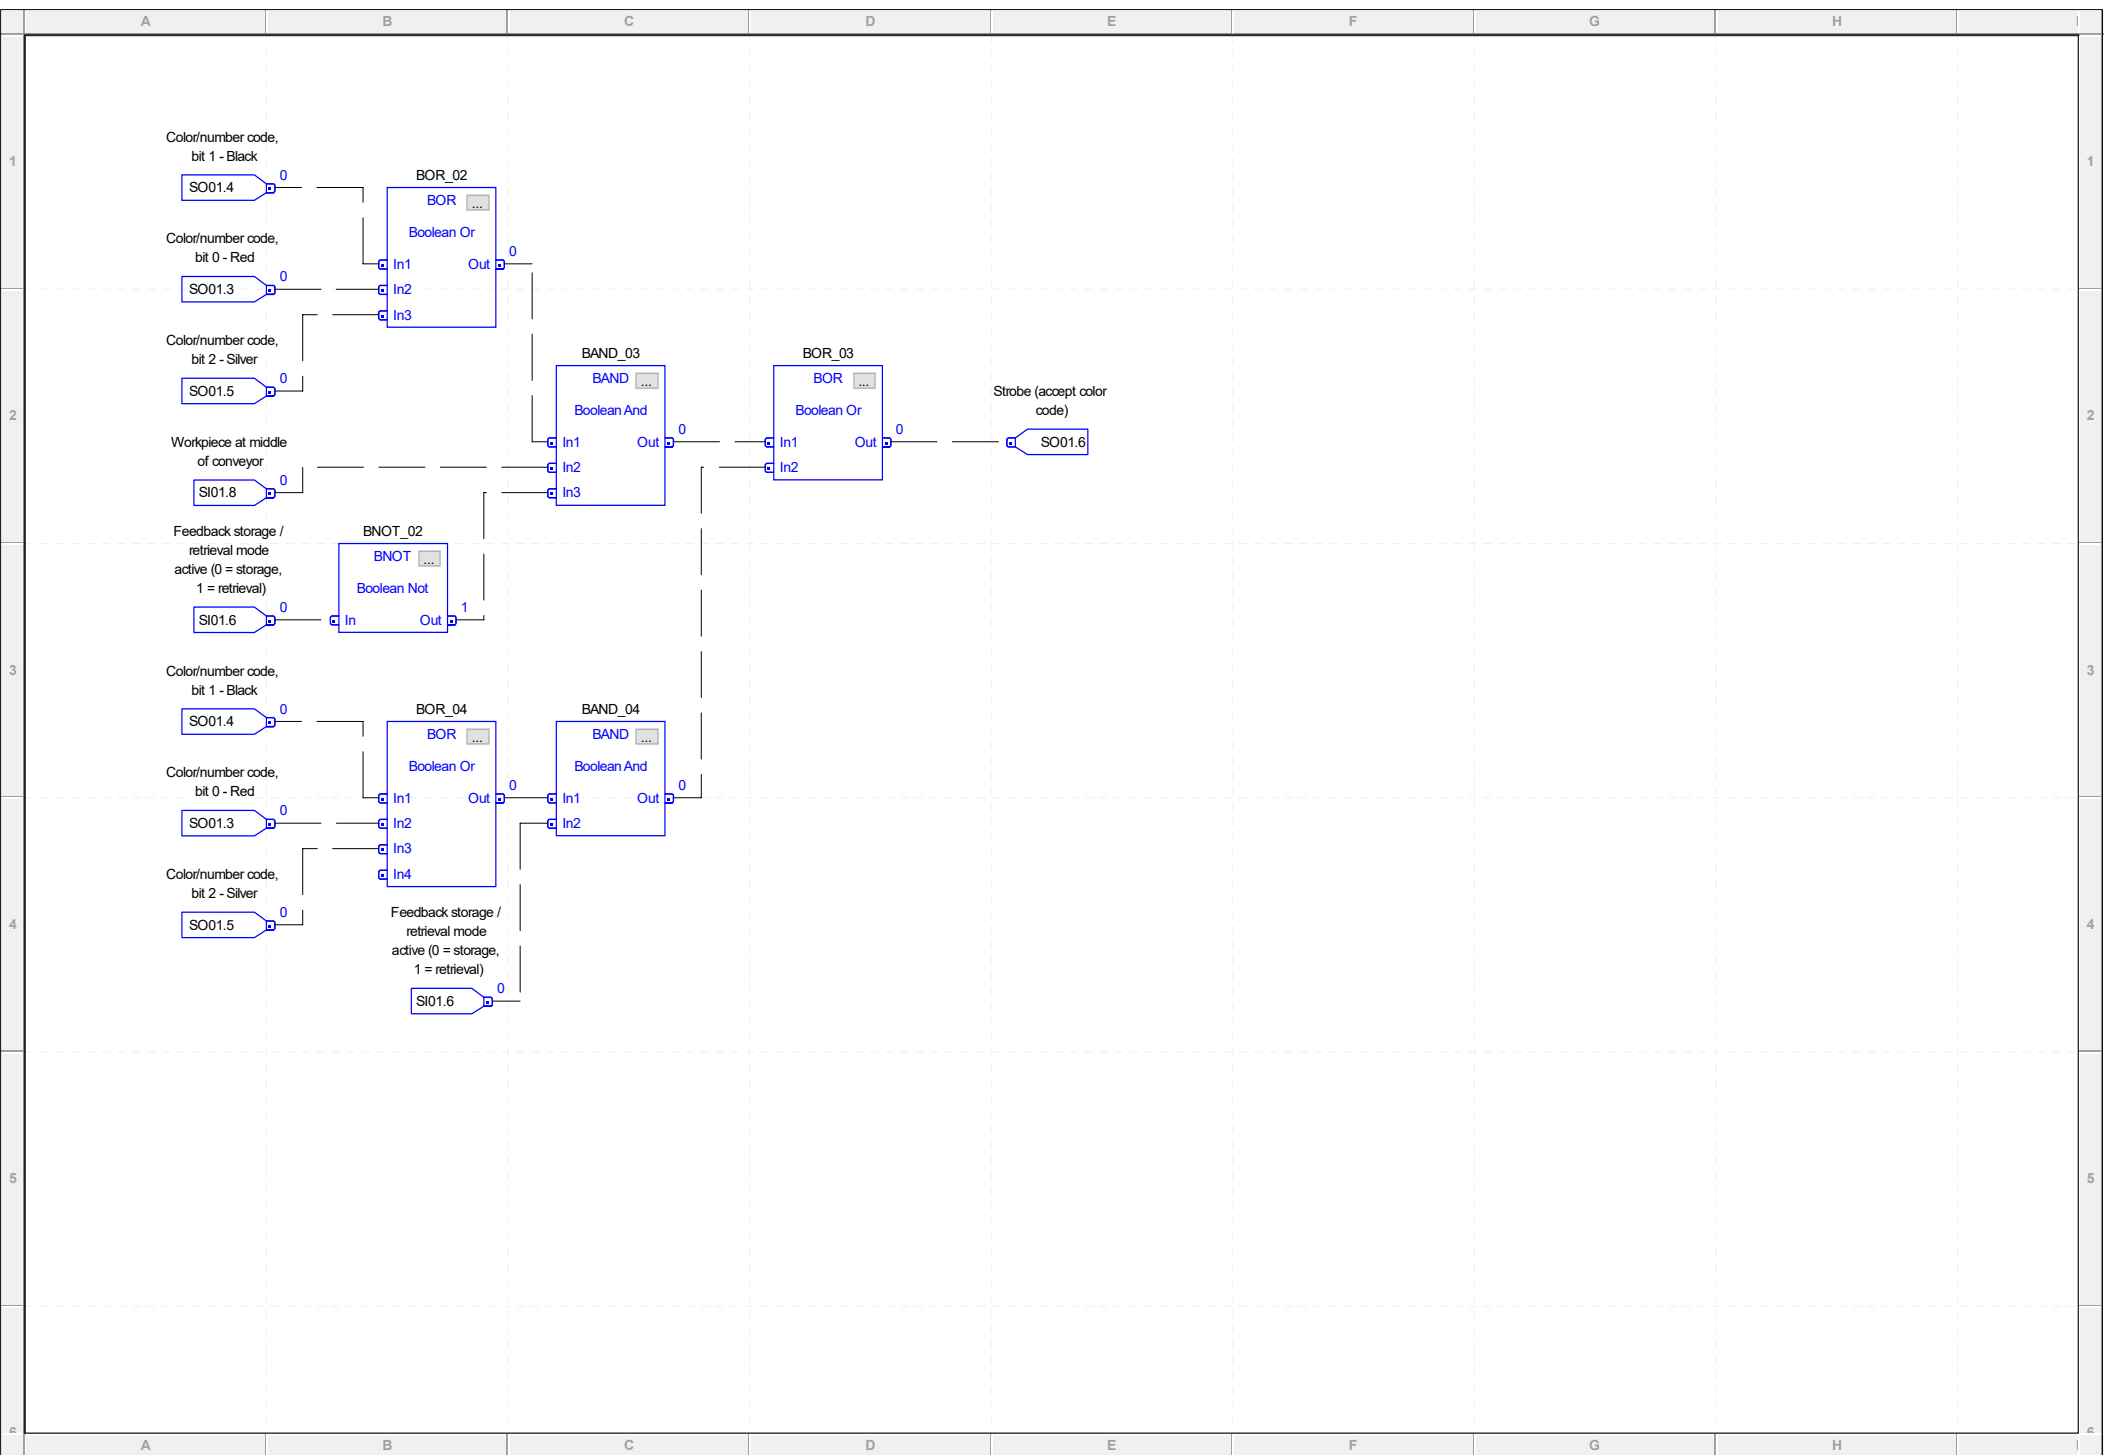 A B C D E F G H
1 1
Color/number code,
bit 1 - Black
0
SO01.4
Color/number code,
bit 0 - Red
0
SO01.3
BOR_02
BOR ...
Boolean Or
In1 Out 0
In2
In3
2 2
Color/number code,
bit 2 - Silver
0
SO01.5
Workpiece at middle
of conveyor
0
SI01.8
BAND_03
BAND ...
Boolean And
In1 Out 0
In2
In3
BOR_03
BOR ...
Boolean Or
In1 Out 0
In2
Strobe (accept color
code)
SO01.6
Feedback storage /
retrieval mode
active (0 = storage,
1 = retrieval)
0
SI01.6
BNOT_02
BNOT ...
Boolean Not
In Out 1
3 3
Color/number code,
bit 1 - Black
0
SO01.4
Color/number code,
bit 0 - Red
0
SO01.3
BOR_04
BOR ...
Boolean Or
In1 Out 0
In2
In3
In4
BAND_04
BAND ...
Boolean And
In1 Out 0
In2
Color/number code,
bit 2 - Silver
0
SO01.5
4 4
Feedback storage /
retrieval mode
active (0 = storage,
1 = retrieval)
0
SI01.6
5 5
A B C D E F G H